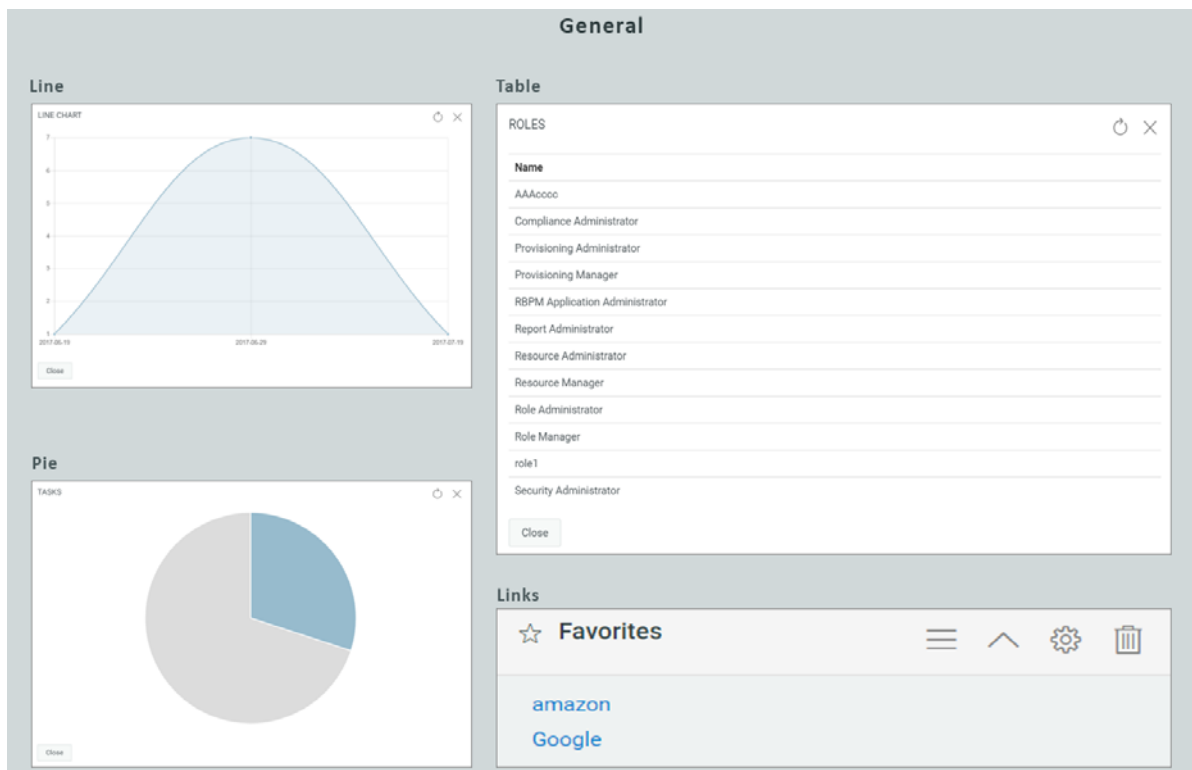 General
Line
LINE CHART
7
6
5
4
3
2
1
2017-06-19
2017-06-29
2017-07-19
Close
Table
ROLES
Name
AAAcccc
Compliance Administrator
Provisioning Administrator
Provisioning Manager
RBPM Application Administrator
Report Administrator
Resource Administrator
Resource Manager
Role Administrator
Role Manager
role1
Security Administrator
Close
Pie
TASKS
Close
Links
Favorites
amazon
Google